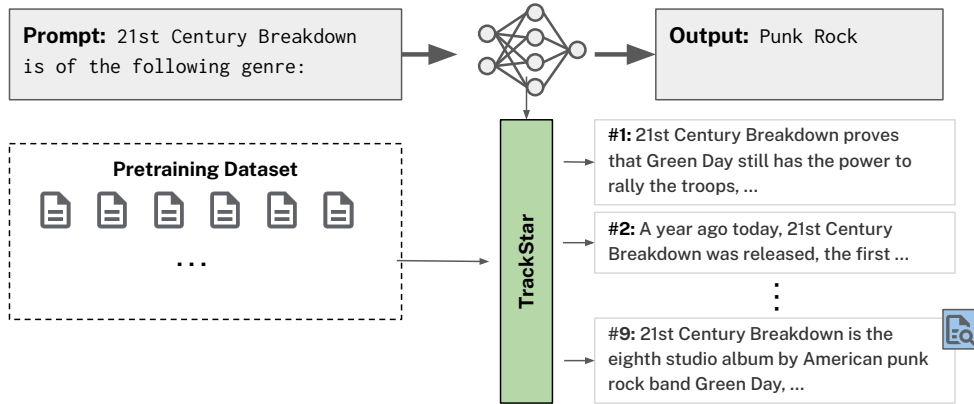 Prompt: 21st Century Breakdown
is of the following genre:
Output: Punk Rock
Pretraining Dataset
...
TrackStar
#1: 21st Century Breakdown proves
that Green Day still has the power to
rally the troops, ...
#2: A year ago today, 21st Century
Breakdown was released, the first ...
#9: 21st Century Breakdown is the
eighth studio album by American punk
rock band Green Day, ...